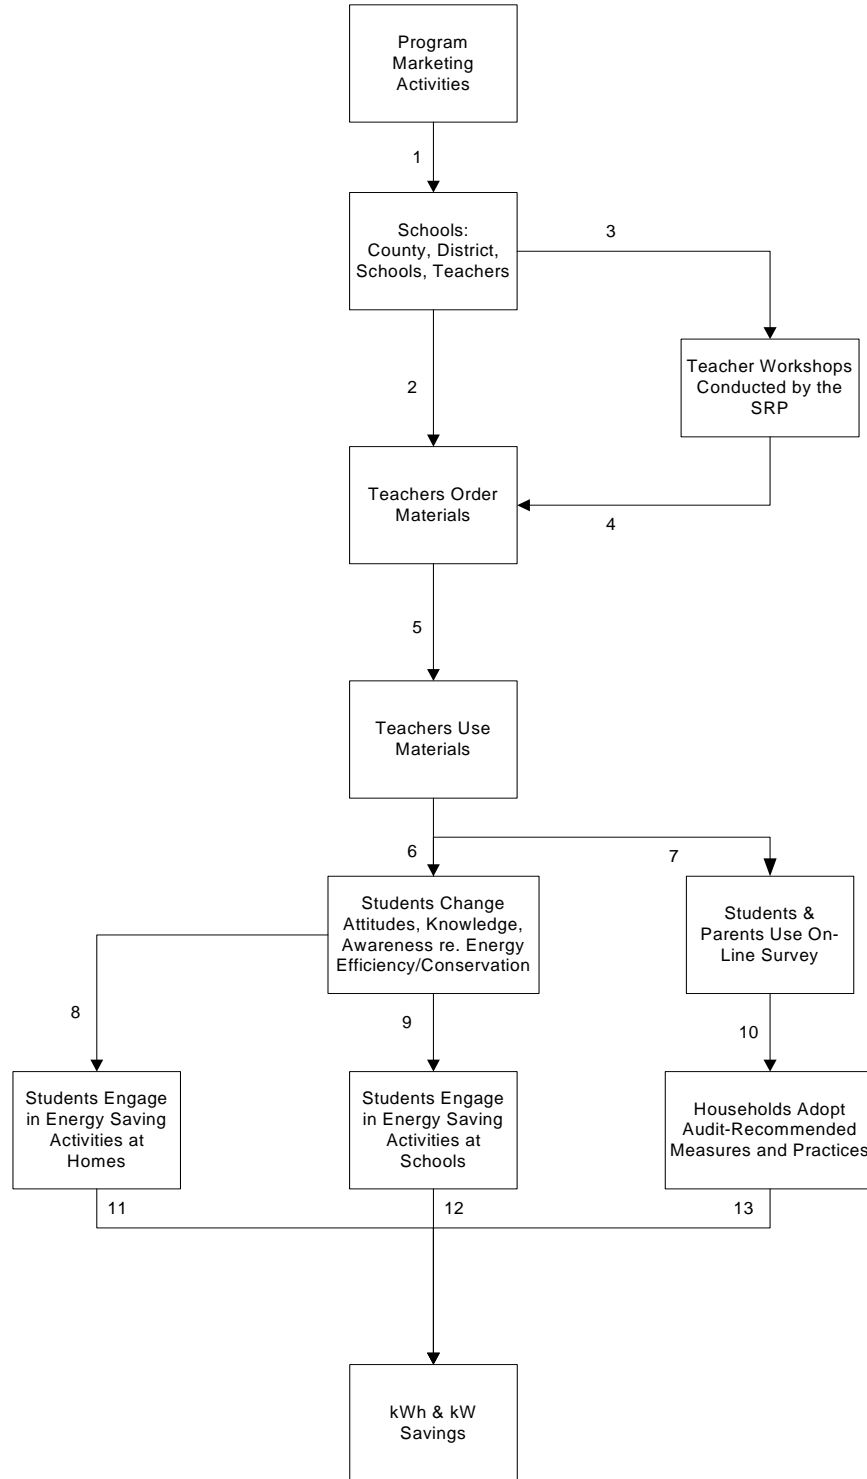 Program
Marketing
Activities
1
Schools:
County, District,
Schools, Teachers
3
2
Teacher Workshops
Conducted by the
SRP
Teachers Order
Materials
4
5
Teachers Use
Materials
6
7
Students Change
Attitudes, Knowledge,
Awareness re. Energy
Efficiency/Conservation
Students &
Parents Use On-
Line Survey
8
9
10
Students Engage
in Energy Saving
Activities at
Homes
Students Engage
in Energy Saving
Activities at
Schools
Households Adopt
Audit-Recommended
Measures and Practices
11
12
13
kWh & kW
Savings